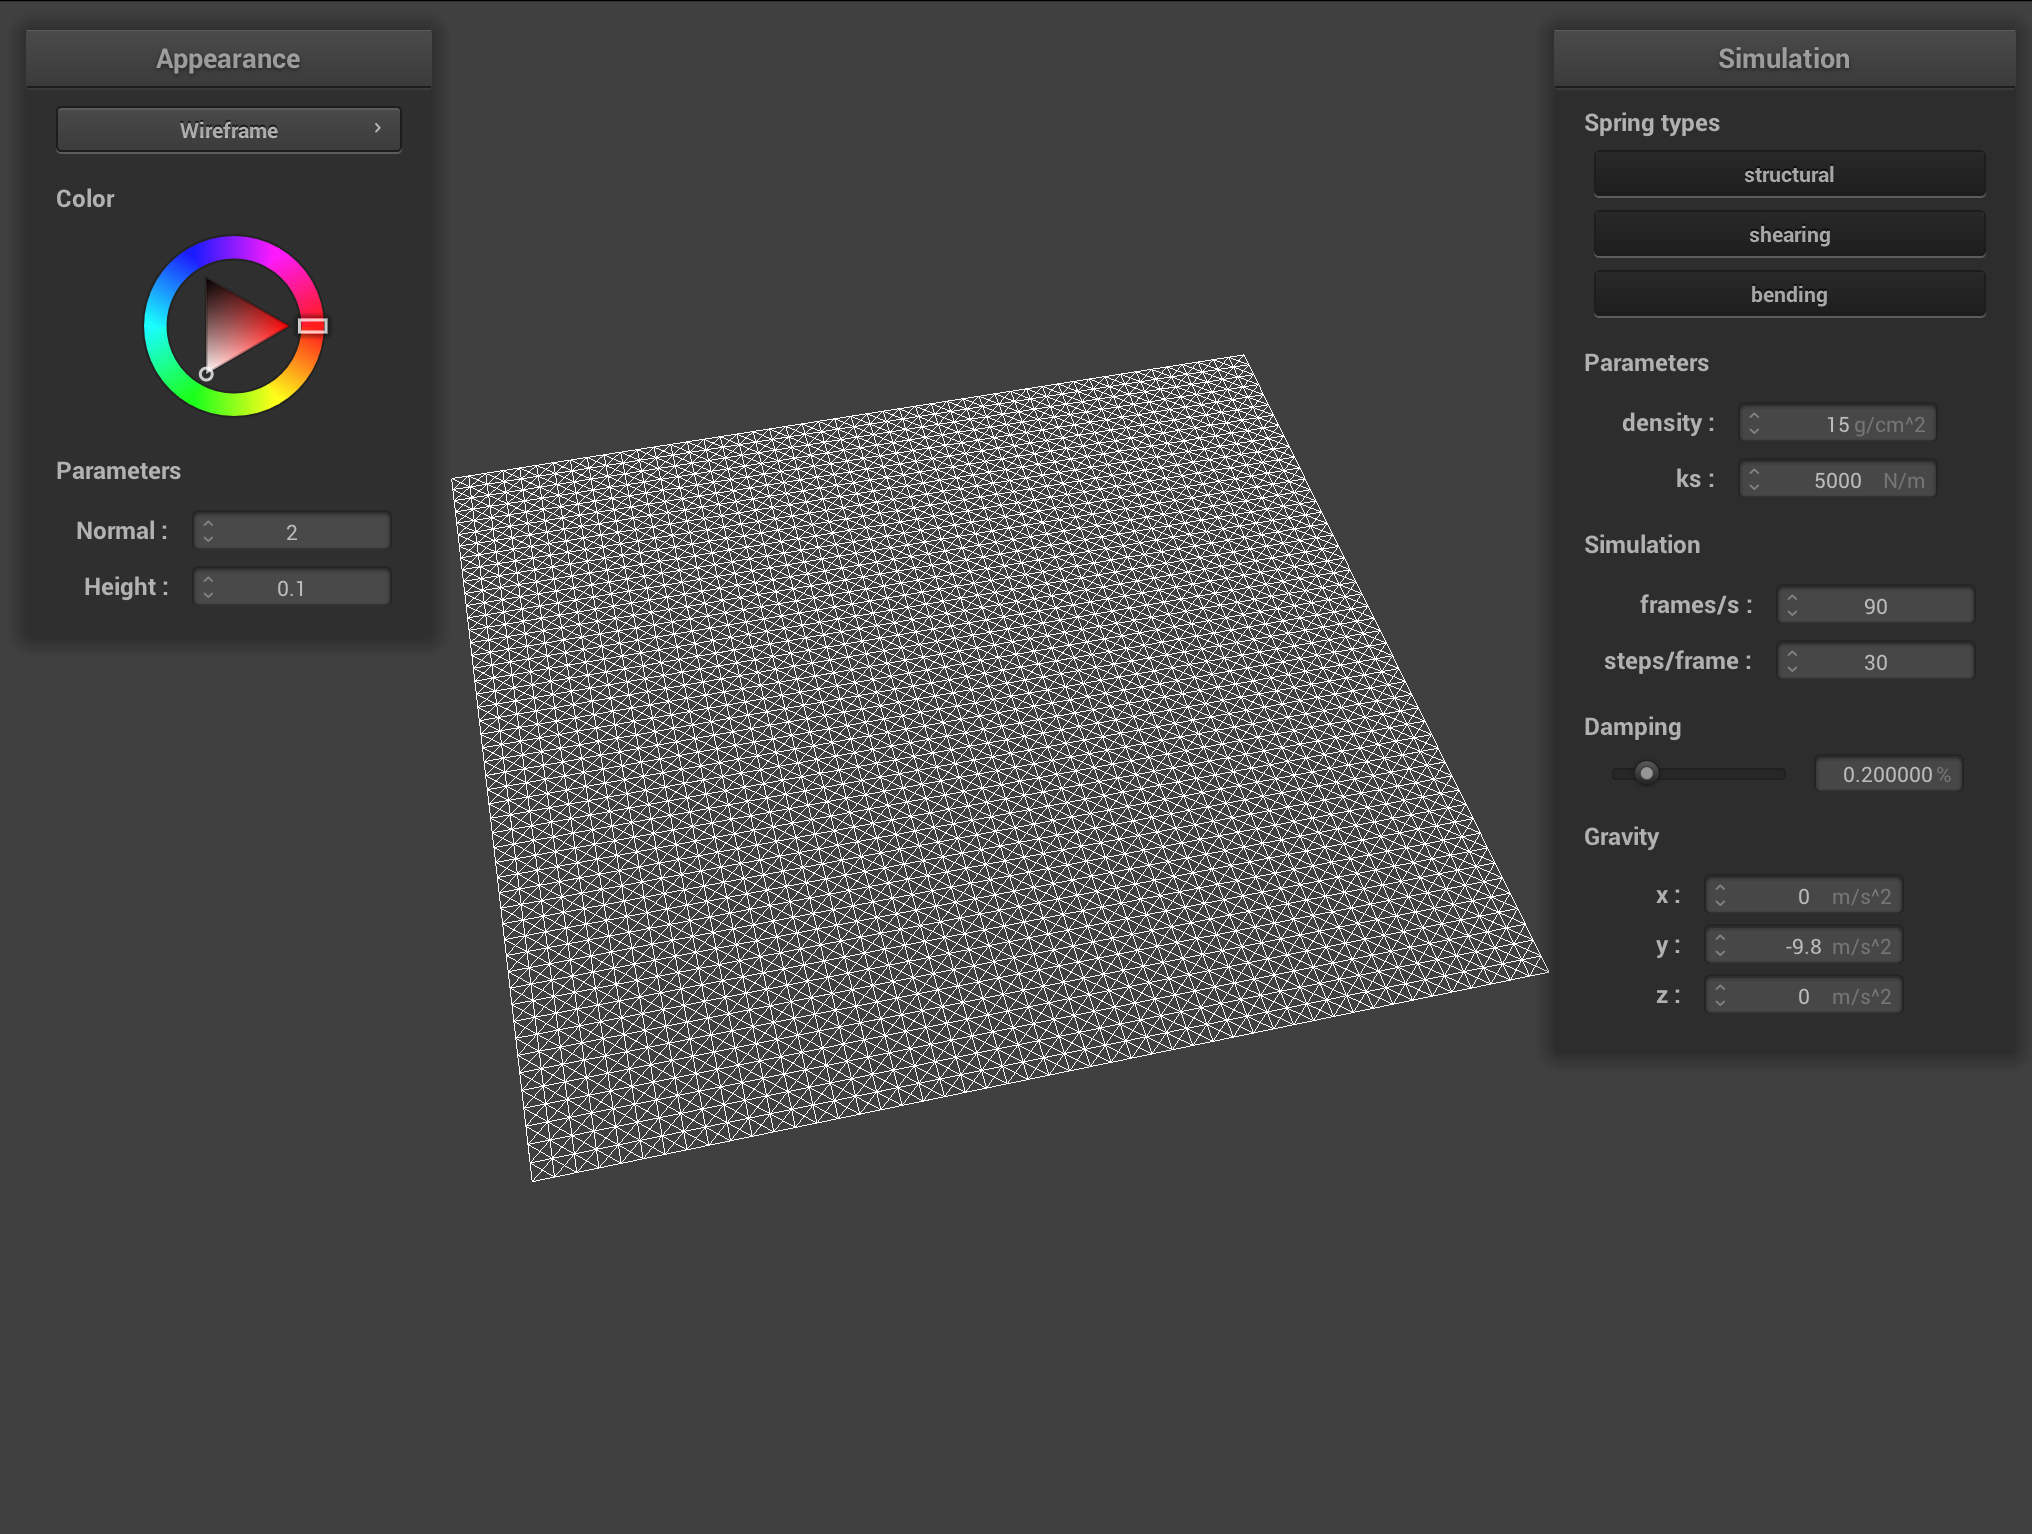 Appearance
Wireframe
Color
Parameters
Normal : 2
Height : 0.1
Simulation
Spring types
structural
shearing
bending
Parameters
density : 15 g/cm^2
ks : 5000 N/m
Simulation
frames/s : 90
steps/frame : 30
Damping
0.200000 %
Gravity
x : 0 m/s^2
y : -9.8 m/s^2
z : 0 m/s^2